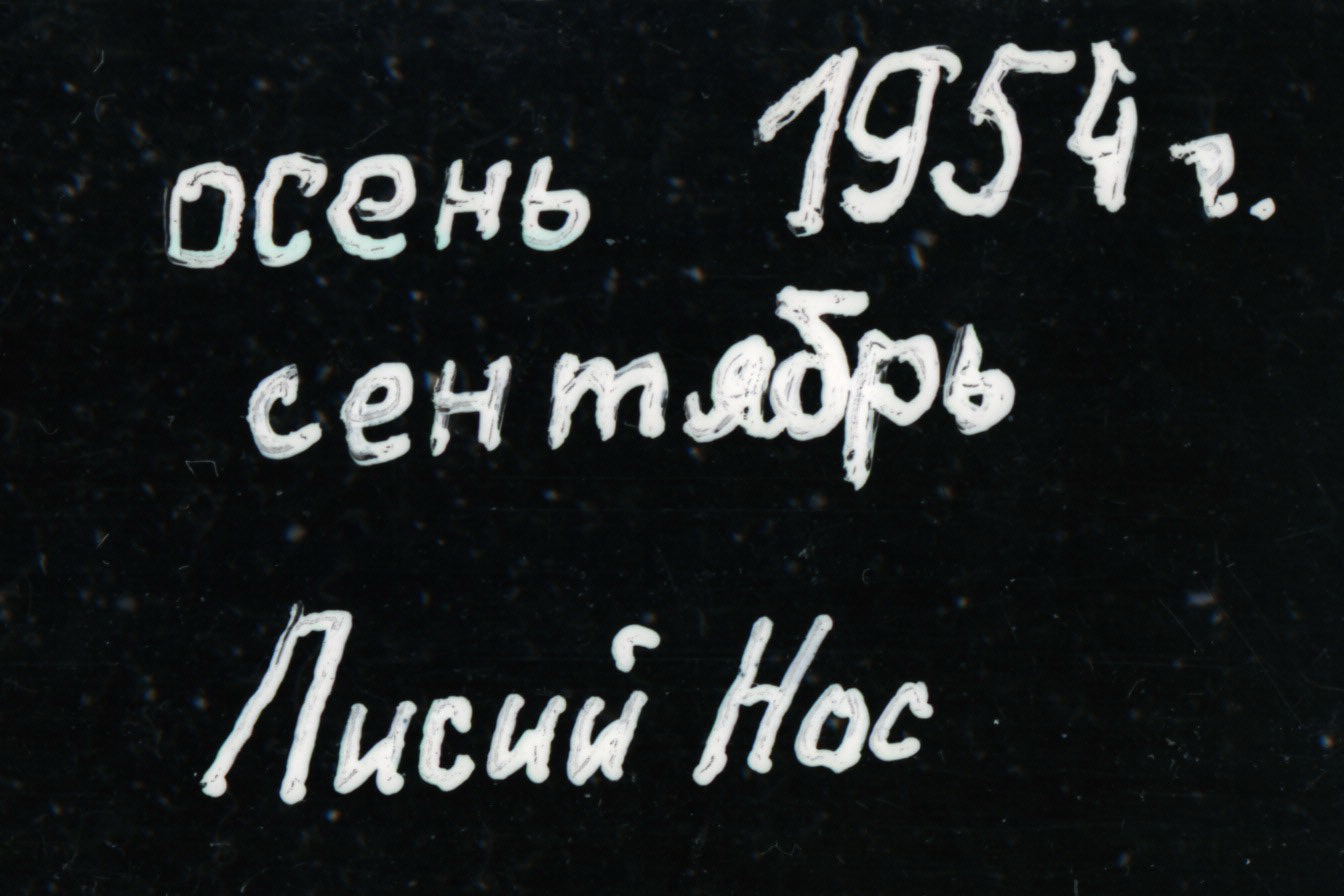 осень 1954 г.
сентябрь
Лисий Нос